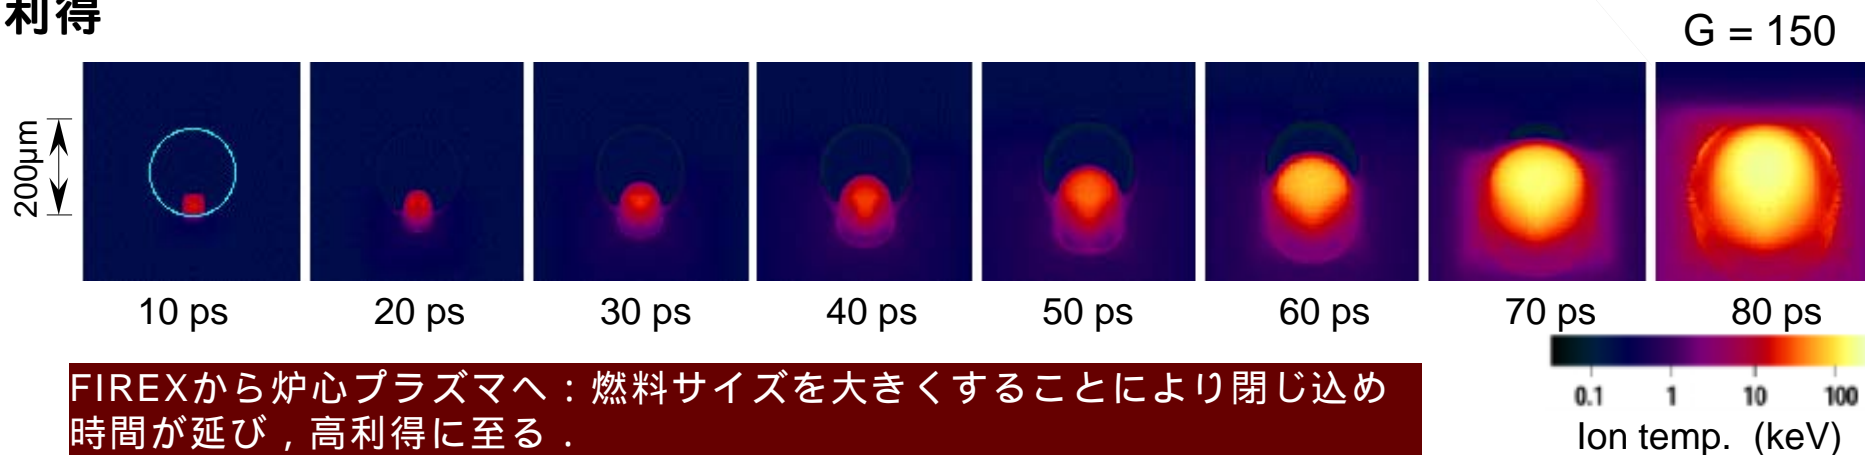 利得
G = 150
200μm
10 ps
20 ps
30 ps
40 ps
50 ps
60 ps
70 ps
80 ps
FIREXから炉心プラズマへ：燃料サイズを大きくすることにより閉じ込め
時間が延び，高利得に至る．
0.1 1 10 100
Ion temp. (keV)